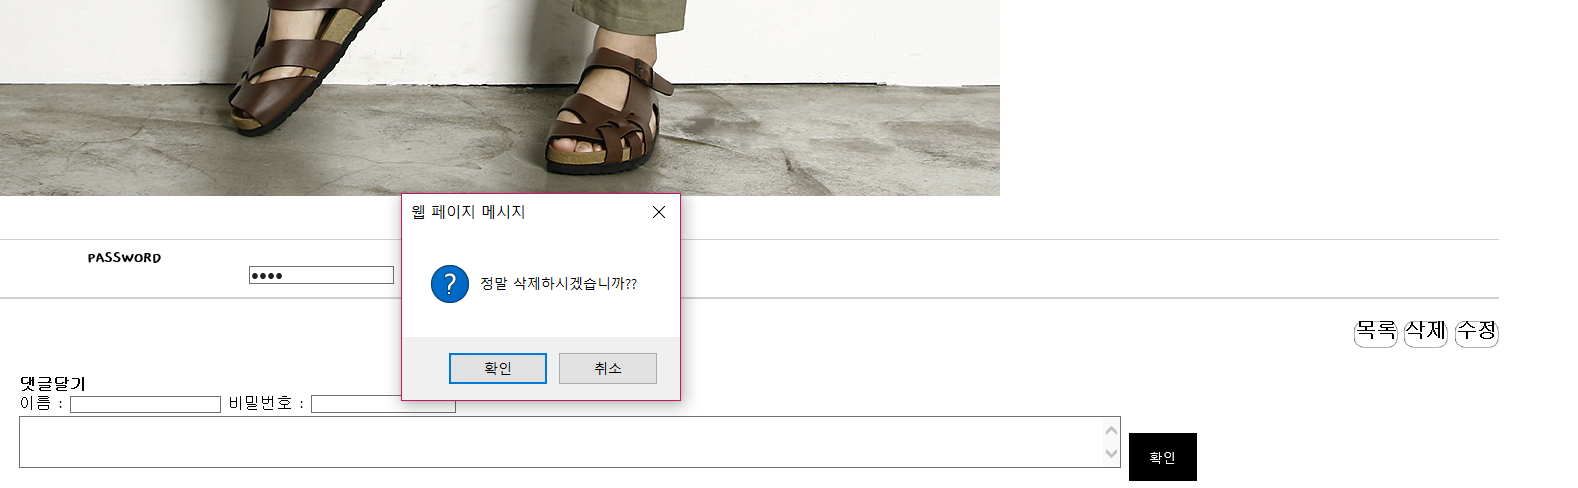 웹 페이지 메시지
PASSWORD
정말 삭제하시겠습니까??
확인 취소
목록 삭제 수정
댓글달기
이름 : 비밀번호 :
확인